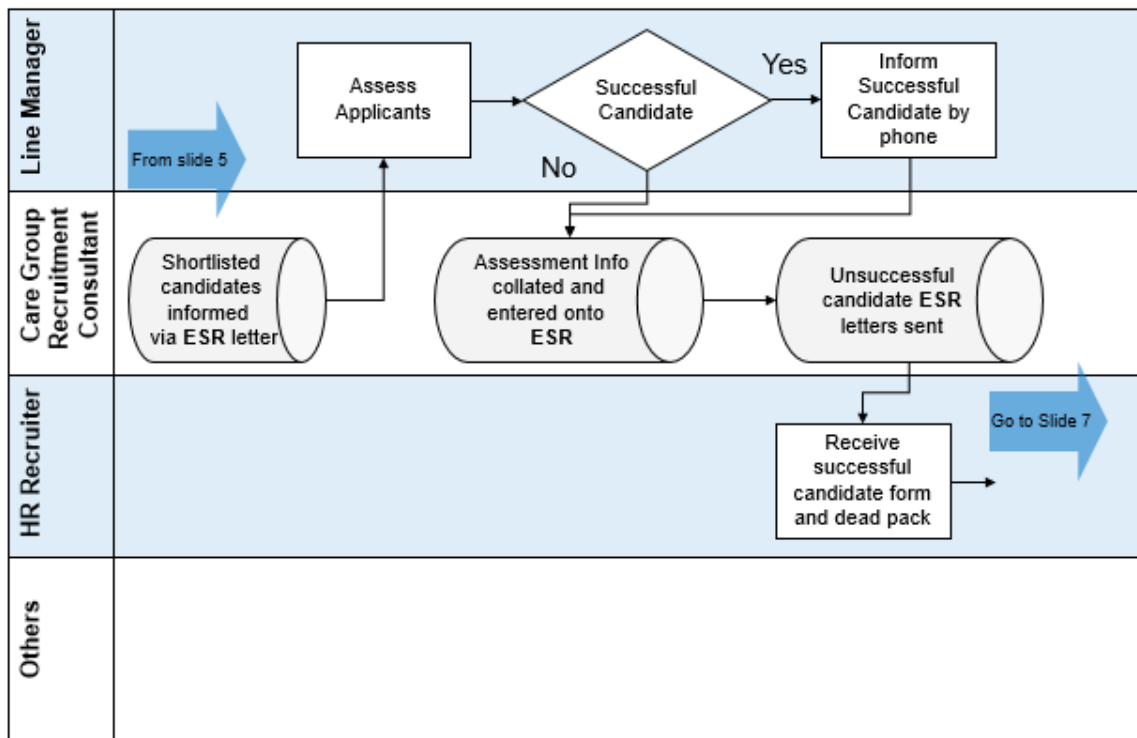 Line Manager
From slide 5
Assess
Applicants
Successful
Candidate
Yes
No
Inform
Successful
Candidate by
phone
Care Group
Recruitment
Consultant
Shortlisted
candidates
informed
via ESR letter
Assessment Info
collated and
entered onto
ESR
Unsuccessful
candidate ESR
letters sent
HR Recruiter
Receive
successful
candidate form
and dead pack
Go to Slide 7
Others